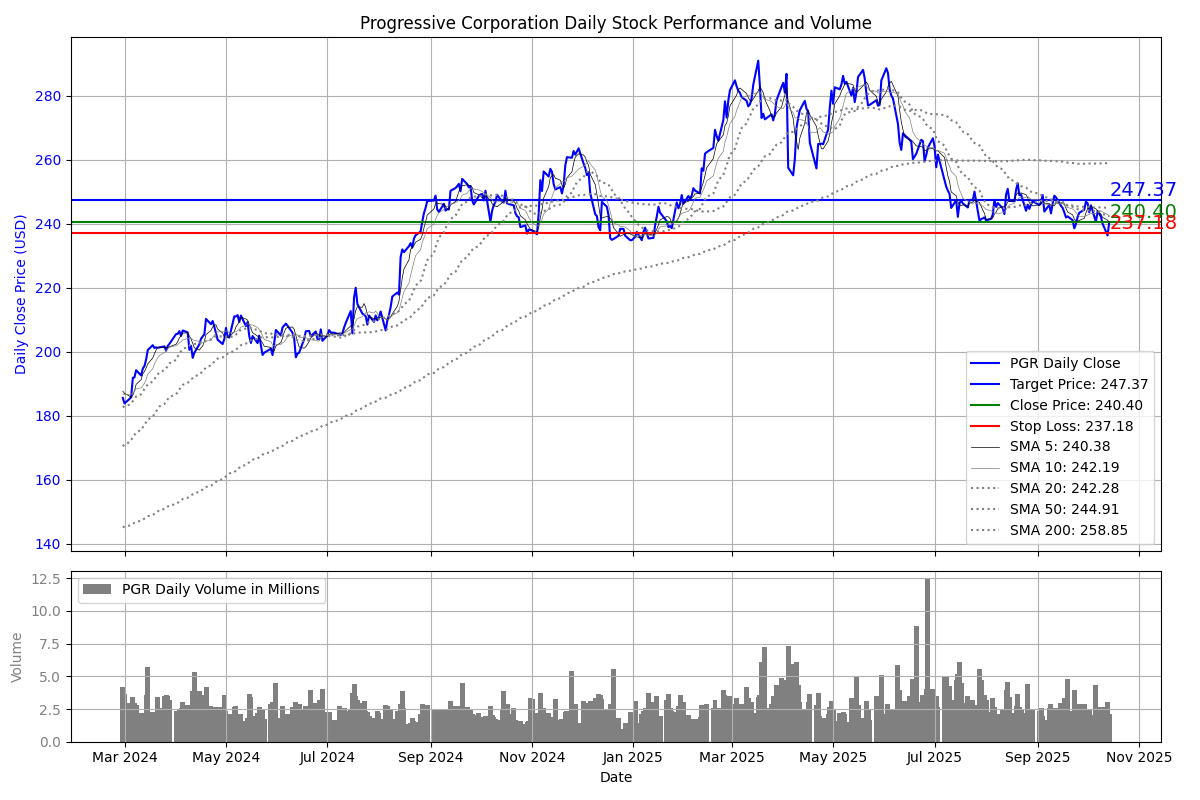 Progressive Corporation Daily Stock Performance and Volume
Daily Close Price (USD)
280
260
240
220
200
180
160
140
247.37
240.40
237.18
PGR Daily Close
Target Price: 247.37
Close Price: 240.40
Stop Loss: 237.18
SMA 5: 240.38
SMA 10: 242.19
SMA 20: 242.28
SMA 50: 244.91
SMA 200: 258.85
Volume
12.5
10.0
7.5
5.0
2.5
0.0
PGR Daily Volume in Millions
Mar 2024 May 2024 Jul 2024 Sep 2024 Nov 2024 Jan 2025 Mar 2025 May 2025 Jul 2025 Sep 2025 Nov 2025
Date